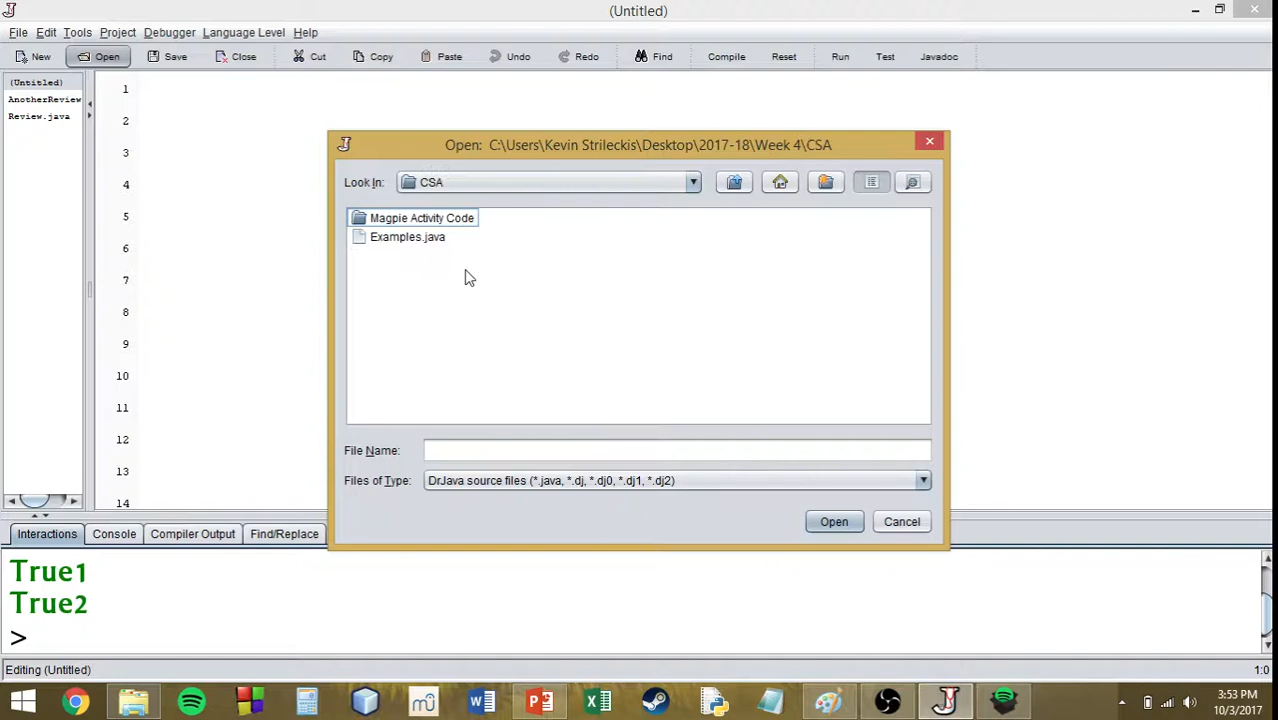 (Untitled)
File Edit Tools Project Debugger Language Level Help
New Open Save Close Cut Copy Paste Undo Redo Find Compile Reset Run Test Javadoc
(Untitled)
AnotherReview
Review.java
1
2
3
4
5
6
7
8
9
10
11
12
13
14
Open: C:\Users\Kevin Strileckis\Desktop\2017-18\Week 4\CSA
Look In: CSA
Magpie Activity Code
Examples.java
File Name:
Files of Type: DrJava source files (*.java, *.dj, *.dj0, *.dj1, *.dj2)
Open Cancel
Interactions Console Compiler Output Find/Replace
True1
True2
>
Editing (Untitled) 1:0
3:53 PM
10/3/2017